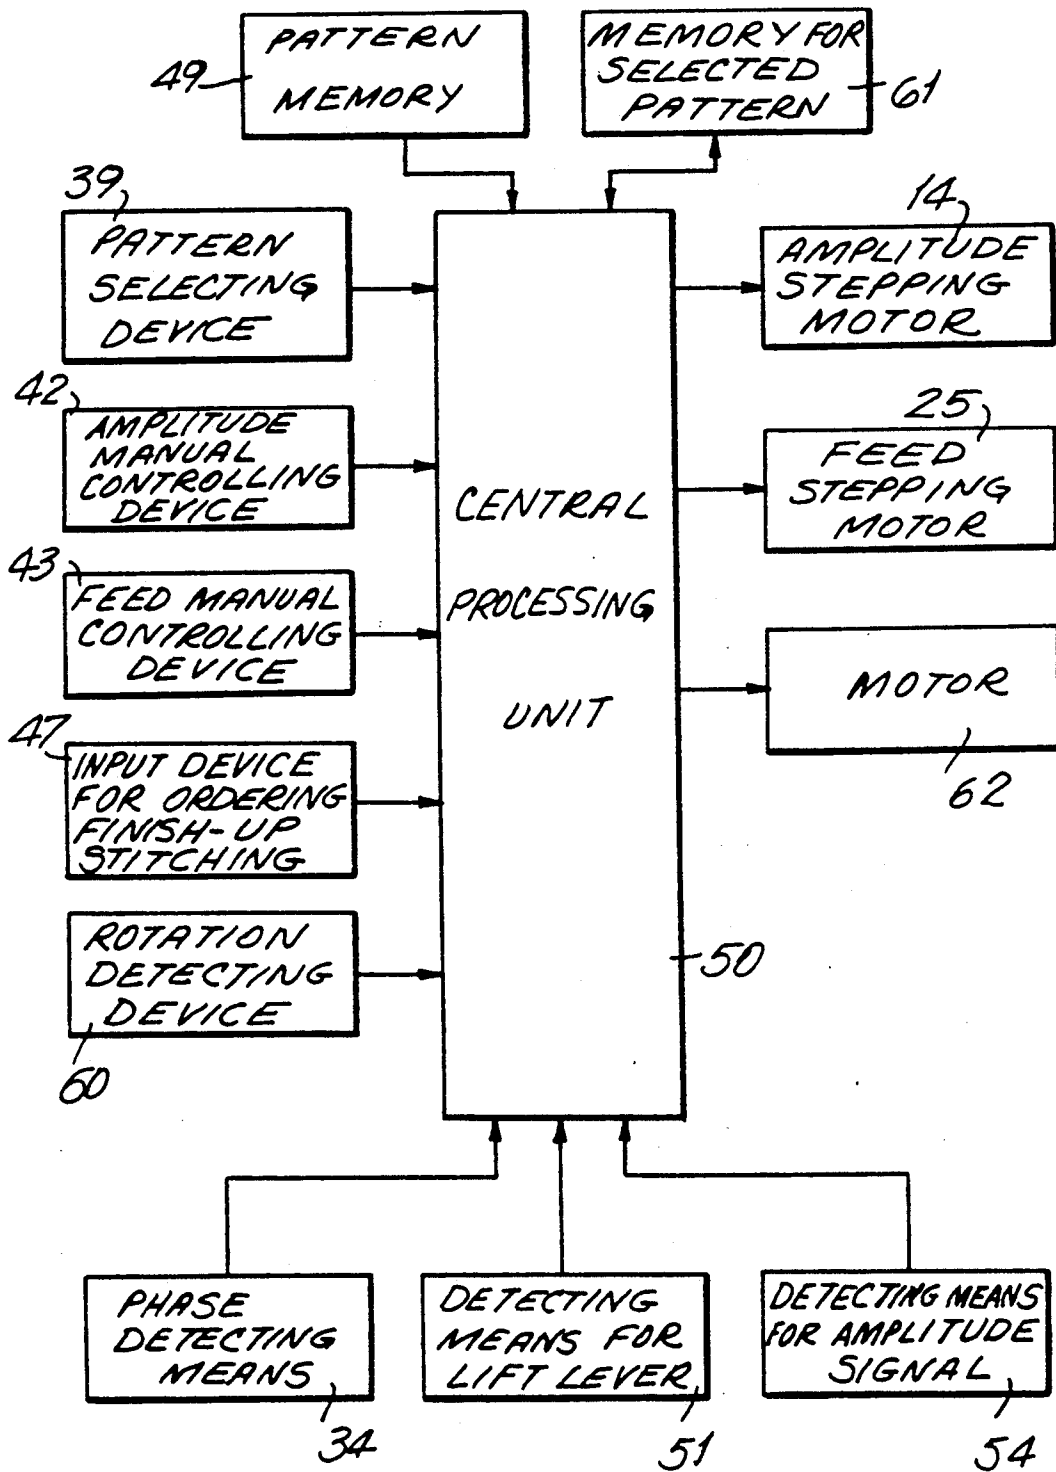 PATTERN
MEMORY
49
MEMORY FOR
SELECTED
PATTERN
61
39
PATTERN
SELECTING
DEVICE
14
AMPLITUDE
STEPPING
MOTOR
42
AMPLITUDE
MANUAL
CONTROLLING
DEVICE
25
FEED
STEPPING
MOTOR
CENTRAL
PROCESSING
UNIT
50
43
FEED MANUAL
CONTROLLING
DEVICE
MOTOR
62
47
INPUT DEVICE
FOR ORDERING
FINISH-UP
STITCHING
ROTATION
DETECTING
DEVICE
60
PHASE
DETECTING
MEANS
34
DETECTING
MEANS FOR
LIFT LEVER
51
DETECTING MEANS
FOR AMPLITUDE
SIGNAL
54